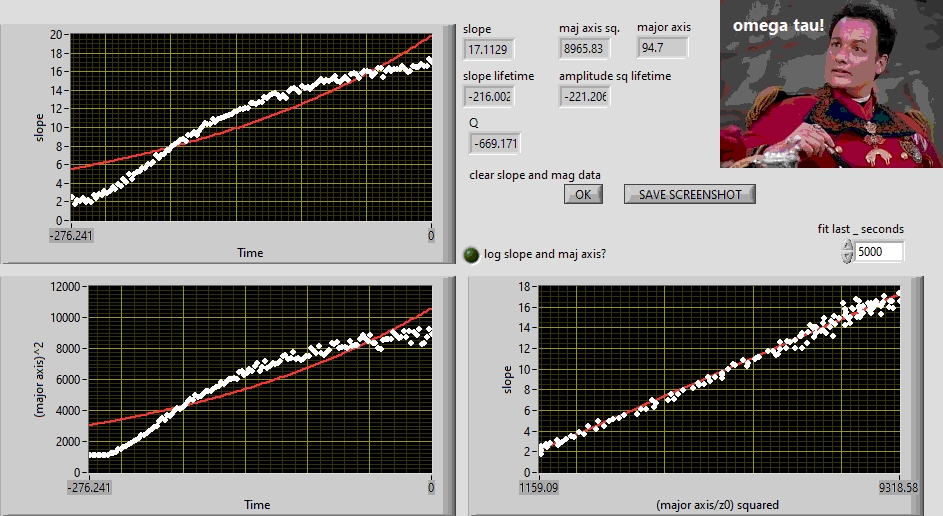 omega tau!
slope
maj axis sq.
major axis
17.1129
8965.83
94.7
slope lifetime
amplitude sq lifetime
-216.002
-221.206
Q
-669.171
clear slope and mag data
OK
SAVE SCREENSHOT
fit last _ seconds
5000
log slope and maj axis?
20
18
16
14
12
10
8
6
4
2
0
slope
-276.241
0
Time
12000
10000
8000
6000
4000
2000
0
(major axis)^2
-276.241
0
Time
18
16
14
12
10
8
6
4
2
0
slope
1159.09
9318.58
(major axis/z0) squared